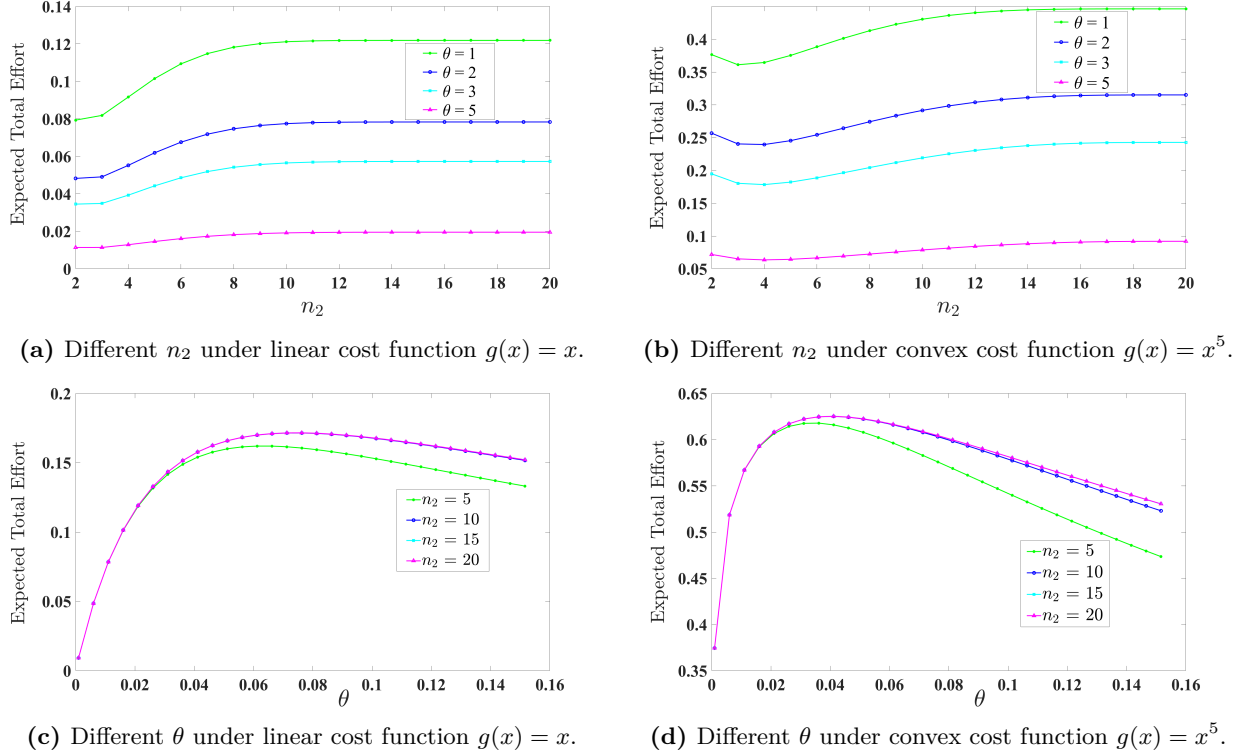 0.14
0.12
0.1
0.08
0.06
0.04
0.02
0
Expected Total Effort
θ = 1
θ = 2
θ = 3
θ = 5
2 4 6 8 10 12 14 16 18 20
n₂
(a) Different n₂ under linear cost function g(x) = x.
0.4
0.35
0.3
0.25
0.2
0.15
0.1
0.05
Expected Total Effort
θ = 1
θ = 2
θ = 3
θ = 5
2 4 6 8 10 12 14 16 18 20
n₂
(b) Different n₂ under convex cost function g(x) = x⁵.
0.2
0.15
0.1
0.05
0
Expected Total Effort
n₂ = 5
n₂ = 10
n₂ = 15
n₂ = 20
0 0.02 0.04 0.06 0.08 0.1 0.12 0.14 0.16
θ
(c) Different θ under linear cost function g(x) = x.
0.65
0.6
0.55
0.5
0.45
0.4
0.35
Expected Total Effort
n₂ = 5
n₂ = 10
n₂ = 15
n₂ = 20
0 0.02 0.04 0.06 0.08 0.1 0.12 0.14 0.16
θ
(d) Different θ under convex cost function g(x) = x⁵.